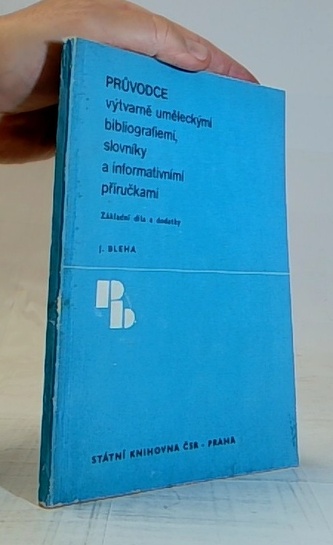 PRŮVODCE
výtvarně uměleckými
bibliografiemi,
slovníky
a informativními
příručkami
Základní díla a dodatky
J. BLEHA
Pb
STÁTNÍ KNIHOVNA ČSR - PRAHA